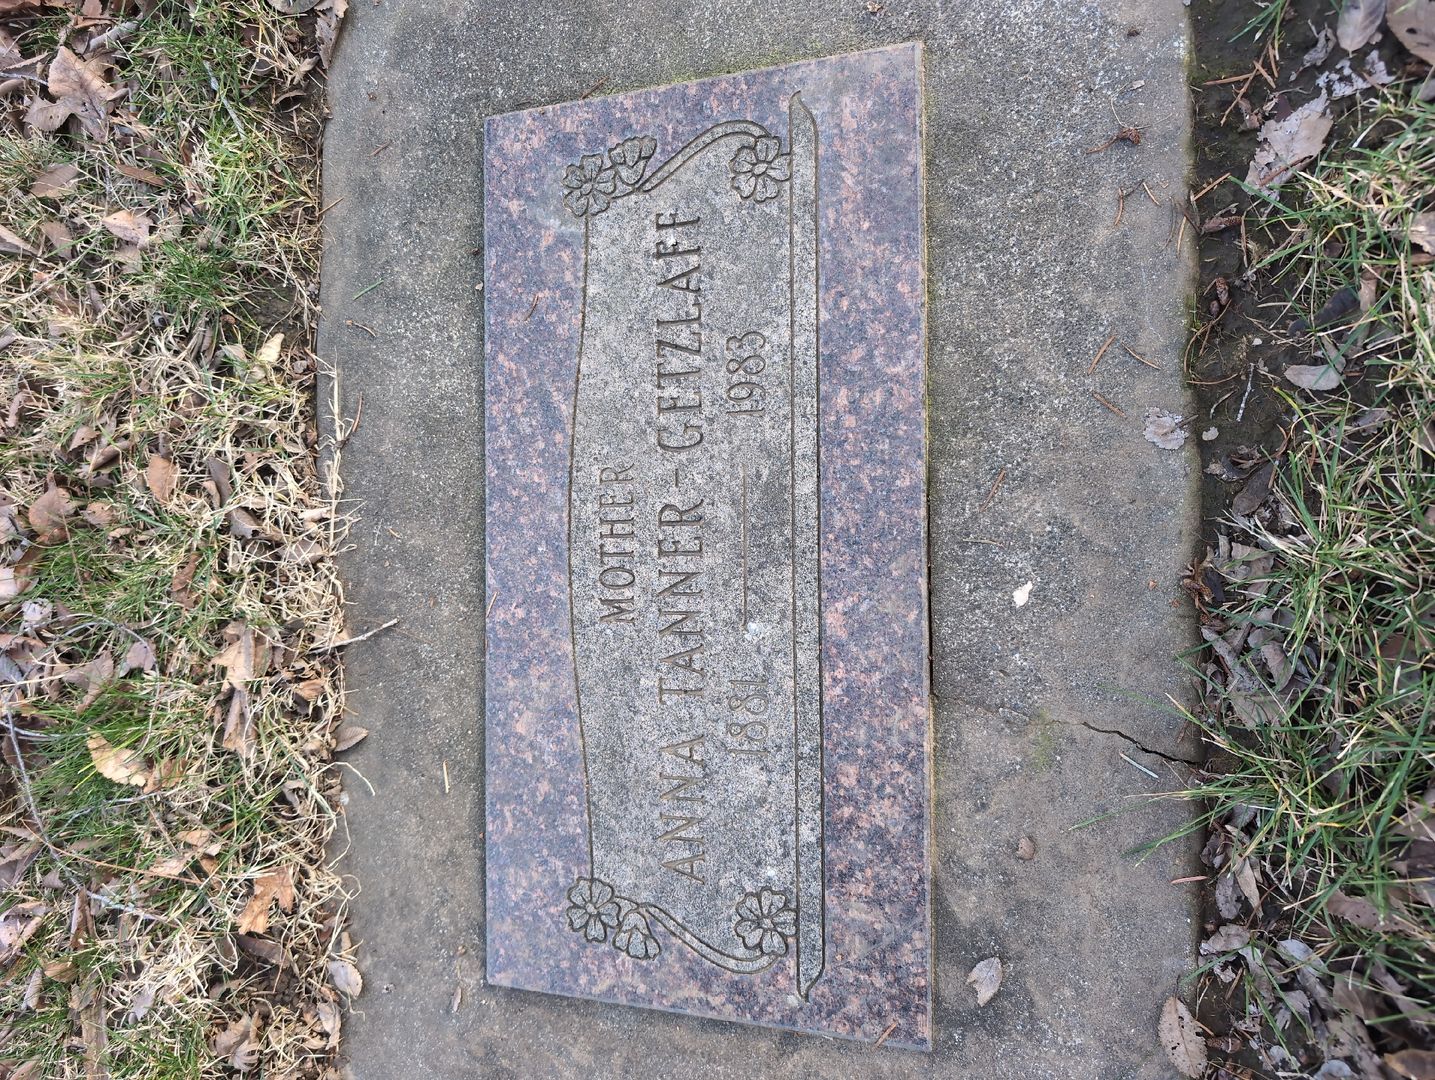 MOTHER
ANNA TANNER-GETZLAFF
1881 — 1983